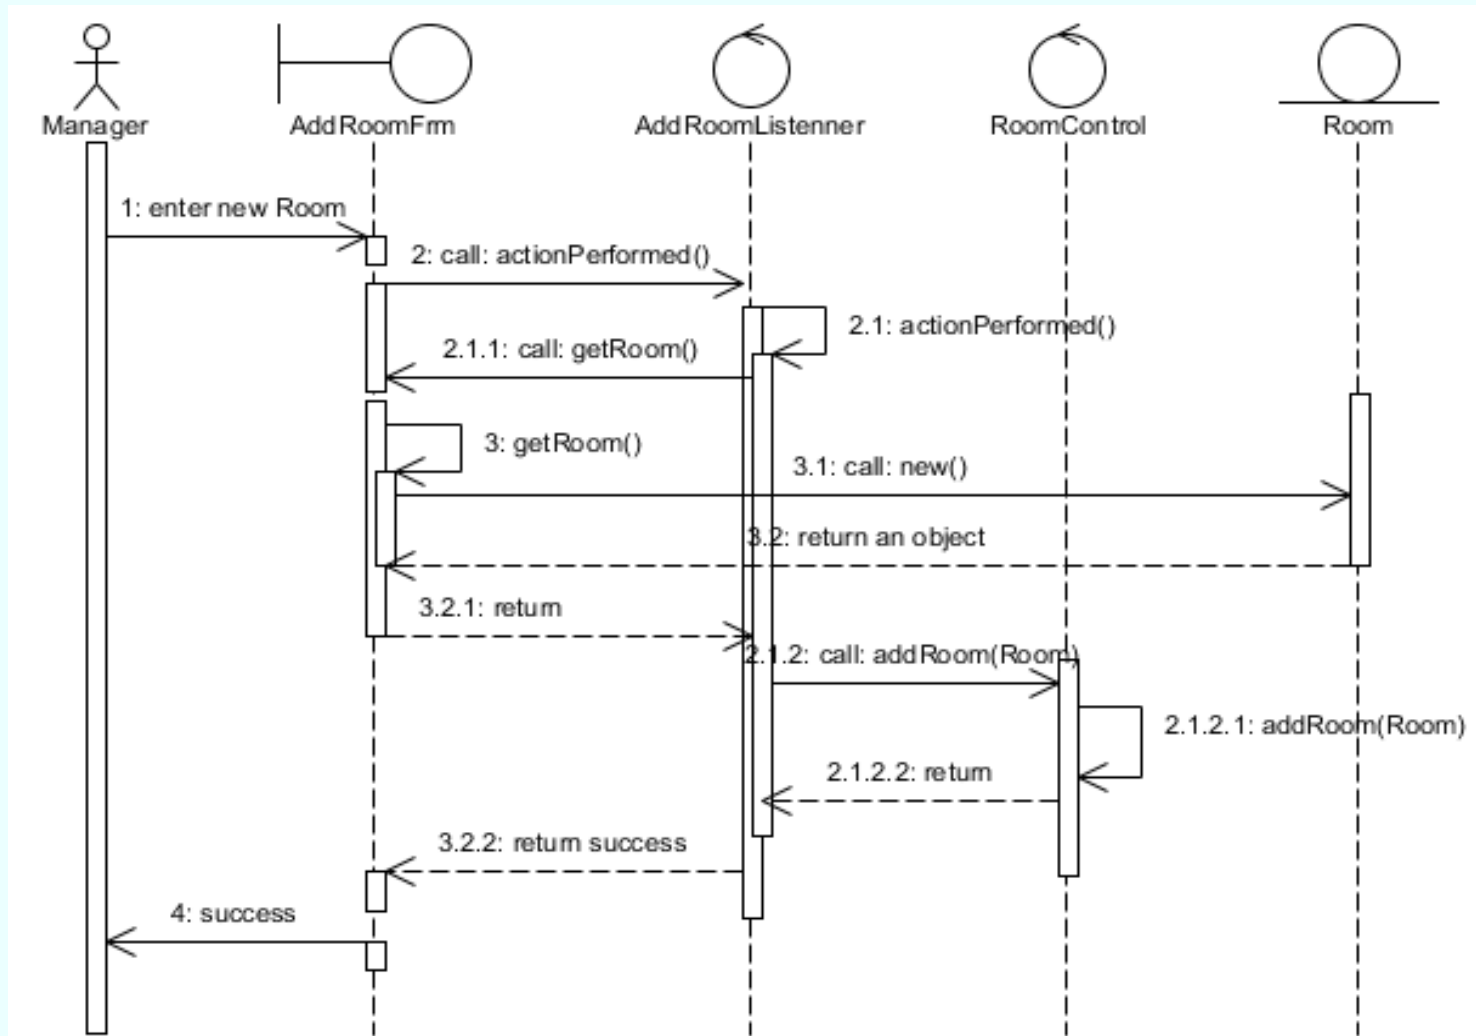 Manager
AddRoomFrm
AddRoomListenner
RoomControl
Room
1: enter new Room
2: call: actionPerformed()
2.1: actionPerformed()
2.1.1: call: getRoom()
3: getRoom()
3.1: call: new()
3.2: return an object
3.2.1: return
2.1.2: call: addRoom(Room)
2.1.2.1: addRoom(Room)
2.1.2.2: return
3.2.2: return success
4: success